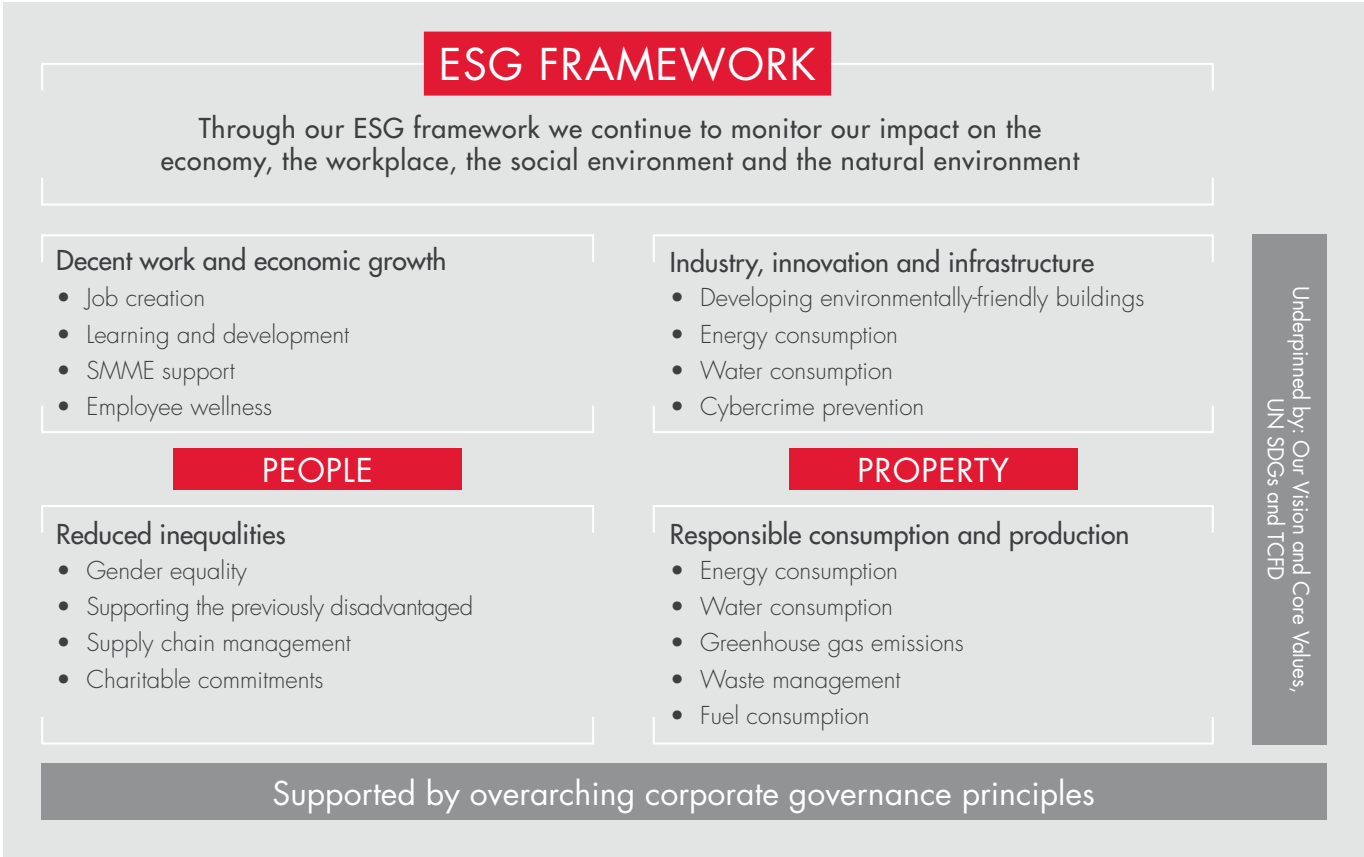 ESG FRAMEWORK
Through our ESG framework we continue to monitor our impact on the
economy, the workplace, the social environment and the natural environment
Decent work and economic growth
• Job creation
• Learning and development
• SMME support
• Employee wellness
PEOPLE
Reduced inequalities
• Gender equality
• Supporting the previously disadvantaged
• Supply chain management
• Charitable commitments
Industry, innovation and infrastructure
• Developing environmentally-friendly buildings
• Energy consumption
• Water consumption
• Cybercrime prevention
PROPERTY
Responsible consumption and production
• Energy consumption
• Water consumption
• Greenhouse gas emissions
• Waste management
• Fuel consumption
Underpinned by: Our Vision and Core Values,
UN SDGs and TCFD
Supported by overarching corporate governance principles